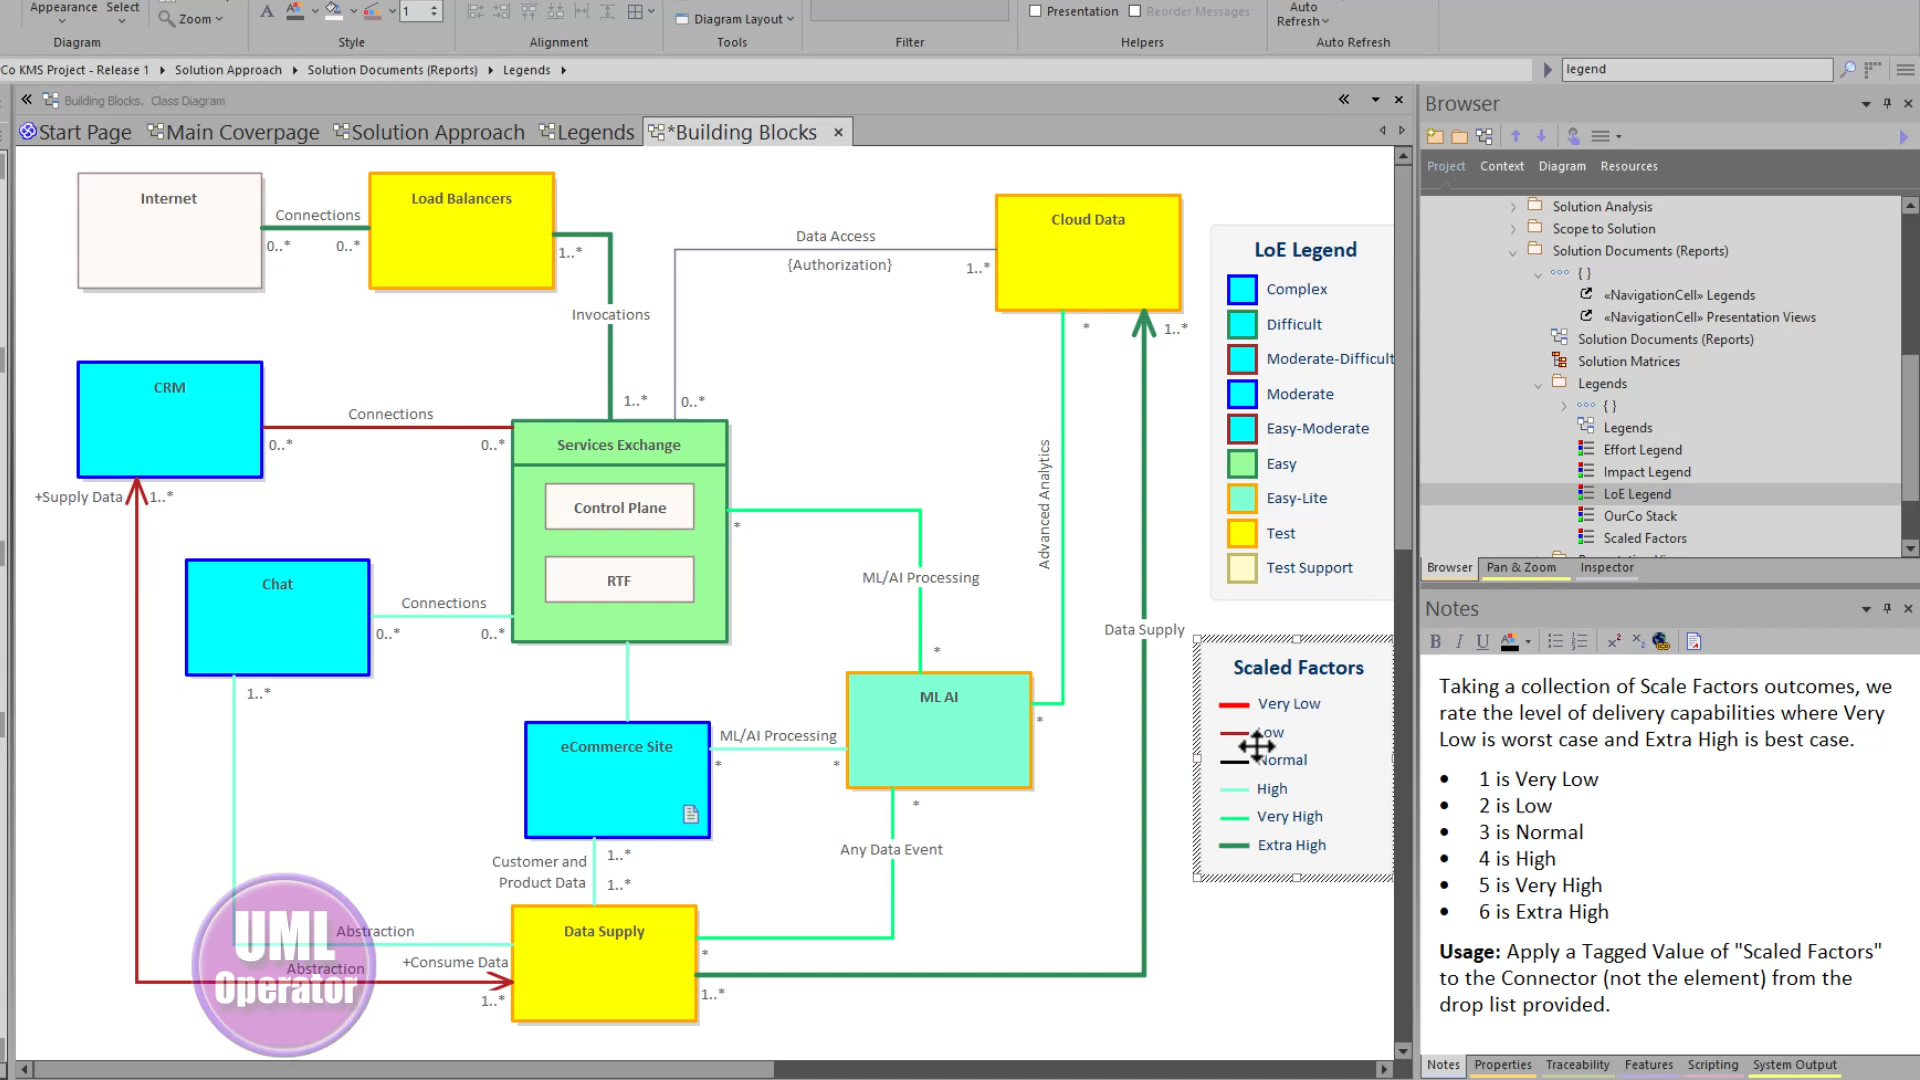 Appearance
Select
Zoom
Diagram
A
1
Style
Alignment
Diagram Layout
Tools
Filter
Presentation
Reorder Messages
Helpers
Auto
Refresh
Auto Refresh
Co KMS Project - Release 1
Solution Approach
Solution Documents (Reports)
Legends
legend
Building Blocks. Class Diagram
Start Page
Main Coverpage
Solution Approach
Legends
*Building Blocks
Internet
Connections
0..*
0..*
Load Balancers
1..*
Invocations
1..*
Data Access
{Authorization}
0..*
1..*
Cloud Data
*
1..*
CRM
Connections
0..*
0..*
+Supply Data
1..*
Services Exchange
Control Plane
RTF
*
ML/AI Processing
*
Advanced Analytics
Data Supply
Chat
Connections
0..*
0..*
1..*
eCommerce Site
ML/AI Processing
*
*
ML AI
*
*
Any Data Event
Customer and
Product Data
1..*
1..*
Data Supply
*
1..*
Abstraction
+Consume Data
Abstraction
1..*
UML
Operator
LoE Legend
Complex
Difficult
Moderate-Difficult
Moderate
Easy-Moderate
Easy
Easy-Lite
Test
Test Support
Scaled Factors
Very Low
Low
Normal
High
Very High
Extra High
Browser
Project
Context
Diagram
Resources
Solution Analysis
Scope to Solution
Solution Documents (Reports)
{ }
«NavigationCell» Legends
«NavigationCell» Presentation Views
Solution Documents (Reports)
Solution Matrices
Legends
{ }
Legends
Effort Legend
Impact Legend
LoE Legend
OurCo Stack
Scaled Factors
Browser
Pan & Zoom
Inspector
Notes
B I U
Taking a collection of Scale Factors outcomes, we
rate the level of delivery capabilities where Very
Low is worst case and Extra High is best case.
• 1 is Very Low
• 2 is Low
• 3 is Normal
• 4 is High
• 5 is Very High
• 6 is Extra High
Usage: Apply a Tagged Value of "Scaled Factors"
to the Connector (not the element) from the
drop list provided.
Notes
Properties
Traceability
Features
Scripting
System Output